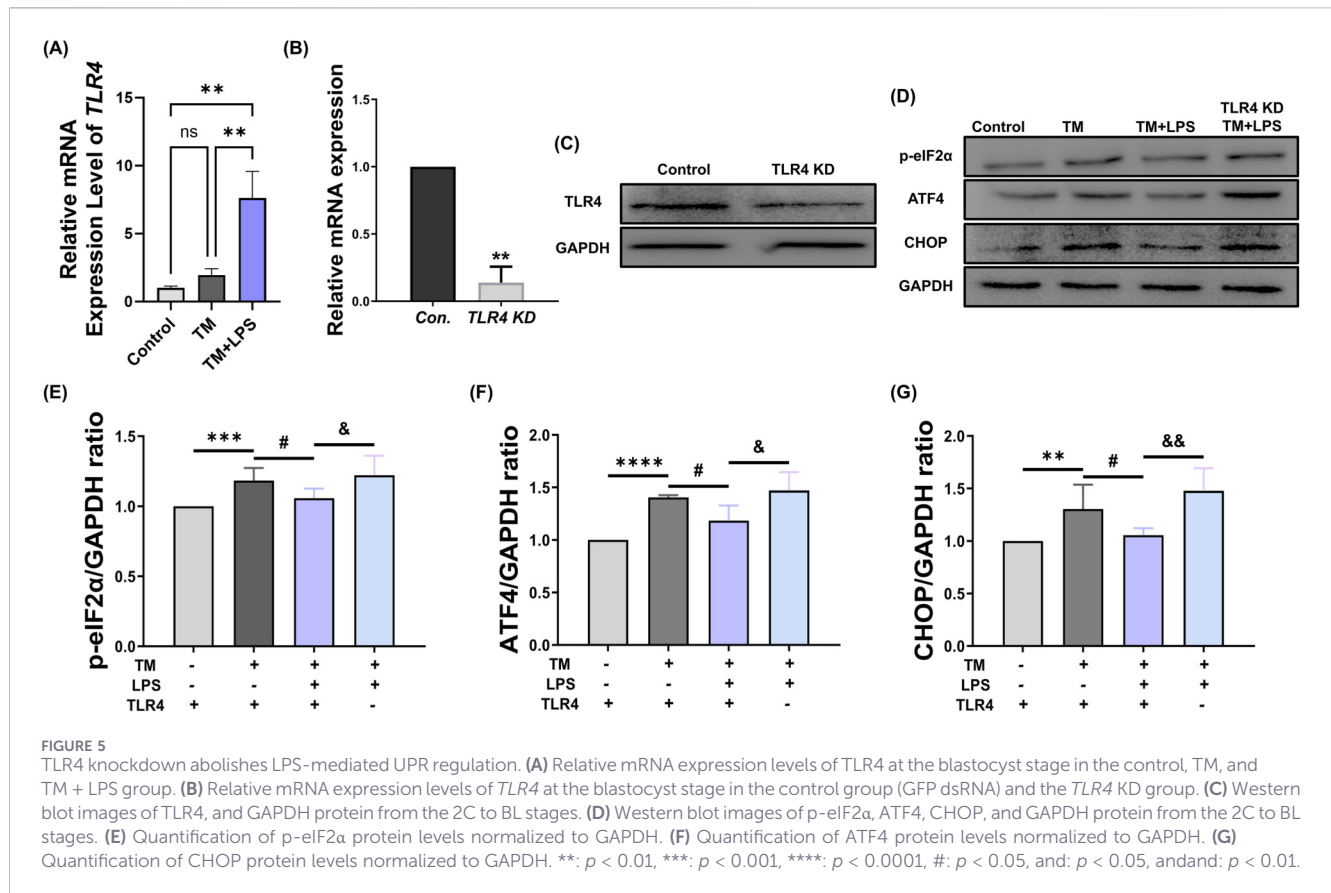 (A)
**
ns
**
Relative mRNA
Expression Level of TLR4
15
10
5
0
Control
TM
TM+LPS
(B)
Relative mRNA expression
1.5
1.0
0.5
0.0
**
Con.
TLR4 KD
(C)
Control
TLR4 KD
TLR4
GAPDH
(D)
Control
TM
TM+LPS
TLR4 KD
TM+LPS
p-eIF2α
ATF4
CHOP
GAPDH
(E)
p-eIF2α/GAPDH ratio
1.5
1.0
0.5
0.0
***
#
&
TM - + + +
LPS - - + +
TLR4 + + + -
(F)
ATF4/GAPDH ratio
2.0
1.5
1.0
0.5
0.0
****
#
&
TM - + + +
LPS - - + +
TLR4 + + + -
(G)
CHOP/GAPDH ratio
2.0
1.5
1.0
0.5
0.0
**
#
&&
TM - + + +
LPS - - + +
TLR4 + + + -
FIGURE 5
TLR4 knockdown abolishes LPS-mediated UPR regulation. (A) Relative mRNA expression levels of TLR4 at the blastocyst stage in the control, TM, and
TM + LPS group. (B) Relative mRNA expression levels of TLR4 at the blastocyst stage in the control group (GFP dsRNA) and the TLR4 KD group. (C) Western
blot images of TLR4, and GAPDH protein from the 2C to BL stages. (D) Western blot images of p-eIF2α, ATF4, CHOP, and GAPDH protein from the 2C to BL
stages. (E) Quantification of p-eIF2α protein levels normalized to GAPDH. (F) Quantification of ATF4 protein levels normalized to GAPDH. (G)
Quantification of CHOP protein levels normalized to GAPDH. **: p < 0.01, ***: p < 0.001, ****: p < 0.0001, #: p < 0.05, and: p < 0.05, andand: p < 0.01.